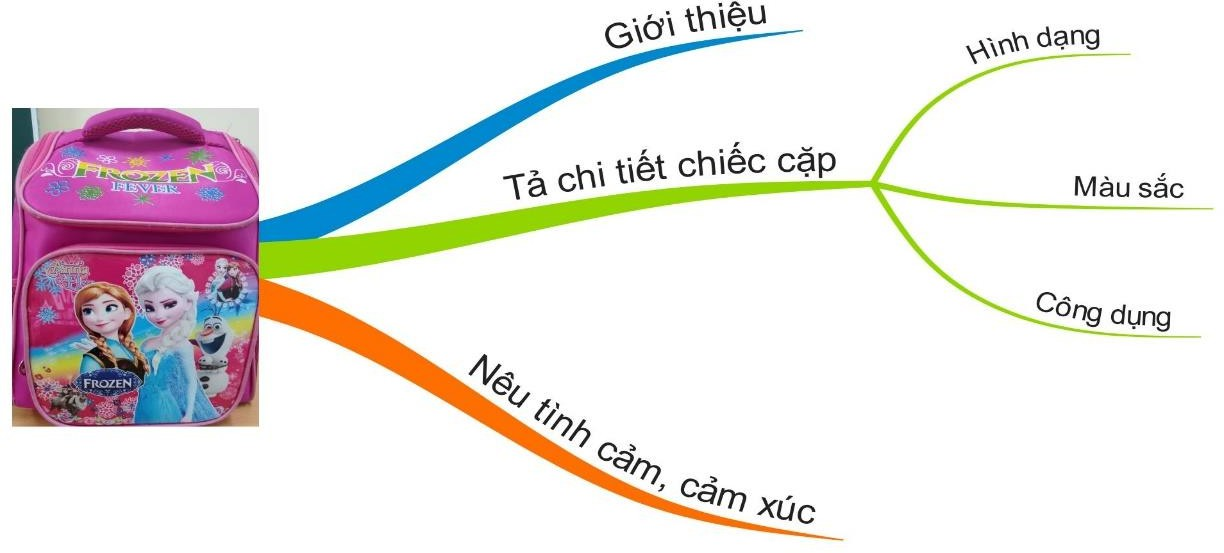 Giới thiệu
Tả chi tiết chiếc cặp
Hình dạng
Màu sắc
Công dụng
Nêu tình cảm, cảm xúc
FROZEN
FEVER
FROZEN